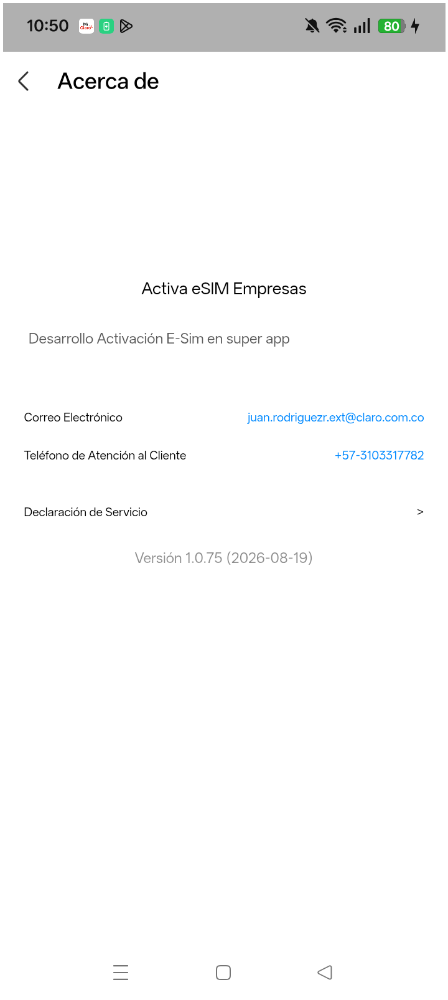 10:50
Mi
Claro
80
Acerca de
Activa eSIM Empresas
Desarrollo Activación E-Sim en super app
Correo Electrónico juan.rodriguezr.ext@claro.com.co
Teléfono de Atención al Cliente +57-3103317782
Declaración de Servicio >
Versión 1.0.75 (2026-08-19)